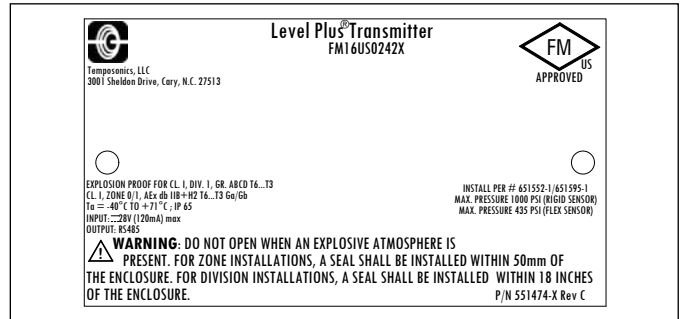 Level Plus® Transmitter
FM16US0242X
FM
US
APPROVED
Temposonics, LLC
3001 Sheldon Drive, Cary, N.C. 27513
EXPLOSION PROOF FOR CL. I, DIV. 1, GR. ABCD T6...T3
CL. I, ZONE 0/1, AEx db IIB+H2 T6...T3 Ga/Gb
Ta = -40°C TO +71°C ; IP 65
INPUT: ⎓28V (120mA) max
OUTPUT: RS485
INSTALL PER # 651552-1/651595-1
MAX. PRESSURE 1000 PSI (RIGID SENSOR)
MAX. PRESSURE 435 PSI (FLEX SENSOR)
WARNING: DO NOT OPEN WHEN AN EXPLOSIVE ATMOSPHERE IS
PRESENT. FOR ZONE INSTALLATIONS, A SEAL SHALL BE INSTALLED WITHIN 50mm OF
THE ENCLOSURE. FOR DIVISION INSTALLATIONS, A SEAL SHALL BE INSTALLED WITHIN 18 INCHES
OF THE ENCLOSURE.
P/N 551474-X Rev C